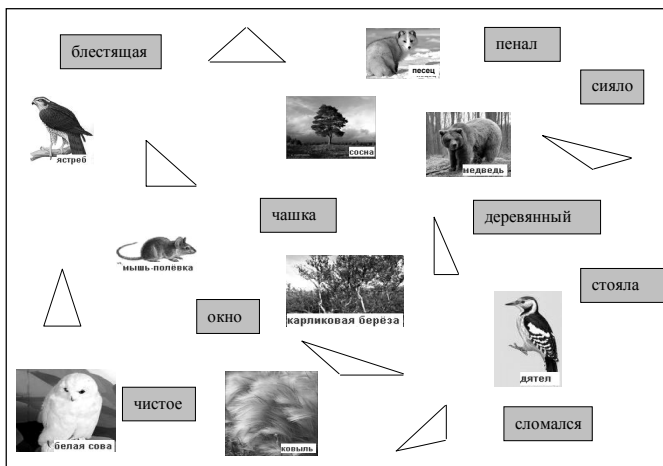 блестящая
пенал
песец
сияло
ястреб
сосна
медведь
чашка
деревянный
мышь-полёвка
стояла
окно
карликовая берёза
дятел
чистое
сломался
белая сова
ковыль